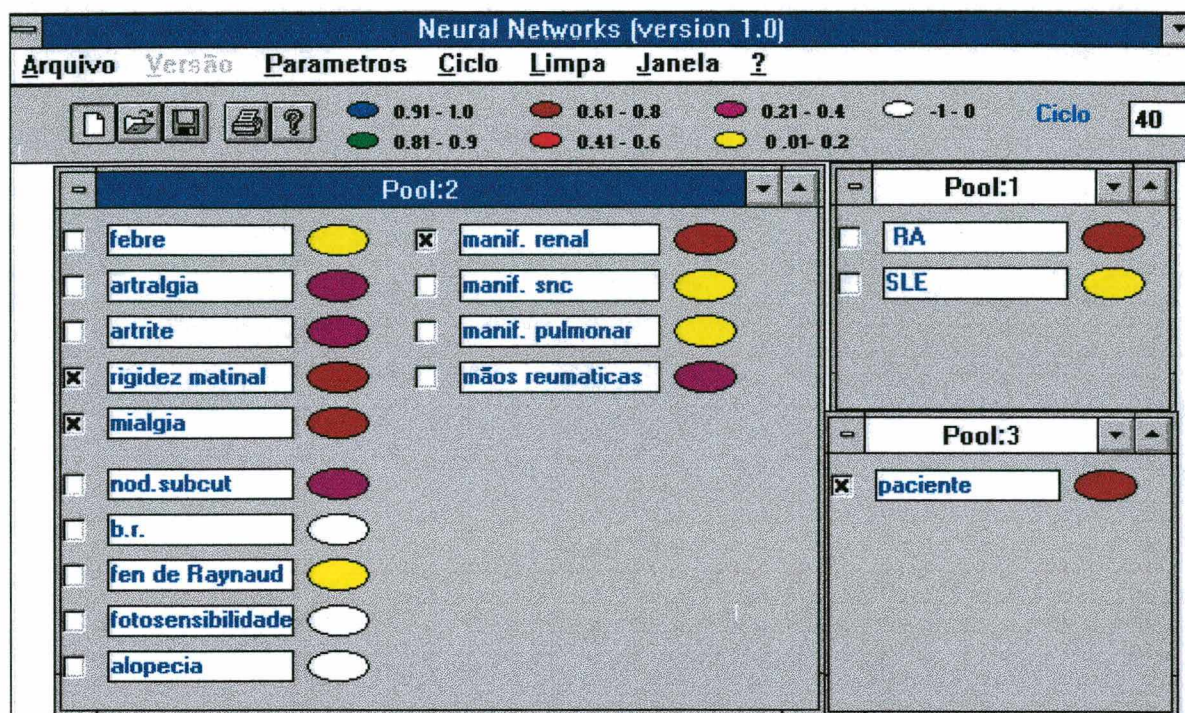 Neural Networks (version 1.0)
Arquivo Versão Parametros Ciclo Limpa Janela ?
0.91 - 1.0 0.61 - 0.8 0.21 - 0.4 -1 - 0 Ciclo 40
0.81 - 0.9 0.41 - 0.6 0 .01- 0.2
Pool:2
febre manif. renal
artralgia manif. snc
artrite manif. pulmonar
rigidez matinal mãos reumaticas
mialgia
nod.subcut
b.r.
fen de Raynaud
fotosensibilidade
alopecia
Pool:1
RA
SLE
Pool:3
paciente